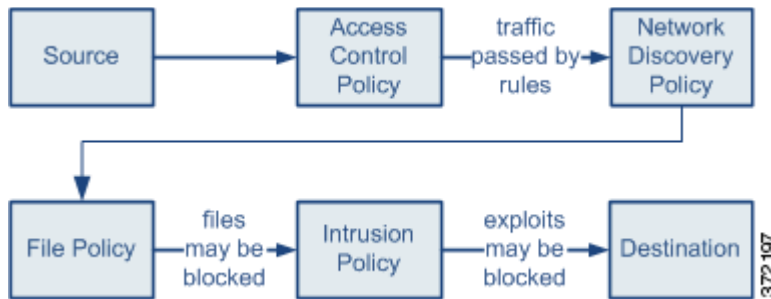 Source
Access
Control
Policy
traffic
passed by
rules
Network
Discovery
Policy
File Policy
files
may be
blocked
Intrusion
Policy
exploits
may be
blocked
Destination
372197